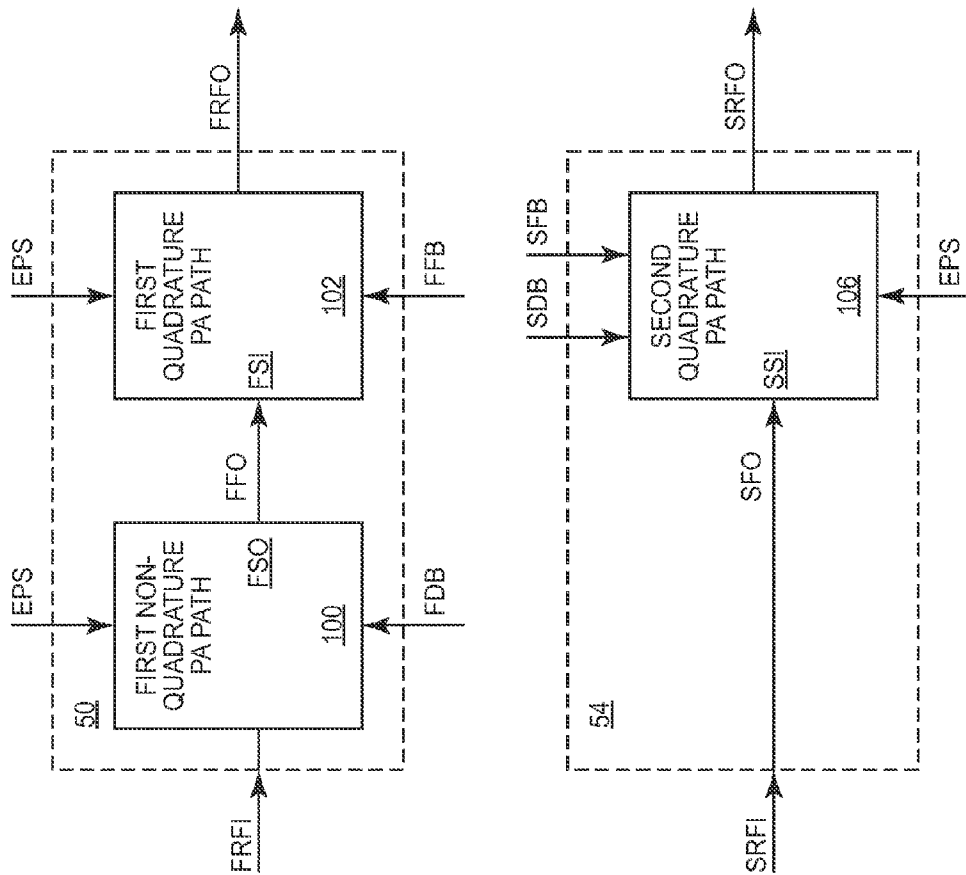 EPS
EPS
50
FIRST NON-
QUADRATURE
PA PATH
FSO
100
FIRST
QUADRATURE
PA PATH
FSI
102
FRFI
FFO
FRFO
FDB
FFB
SDB
SFB
54
SECOND
QUADRATURE
PA PATH
SSI
106
SRFI
SFO
SRFO
EPS